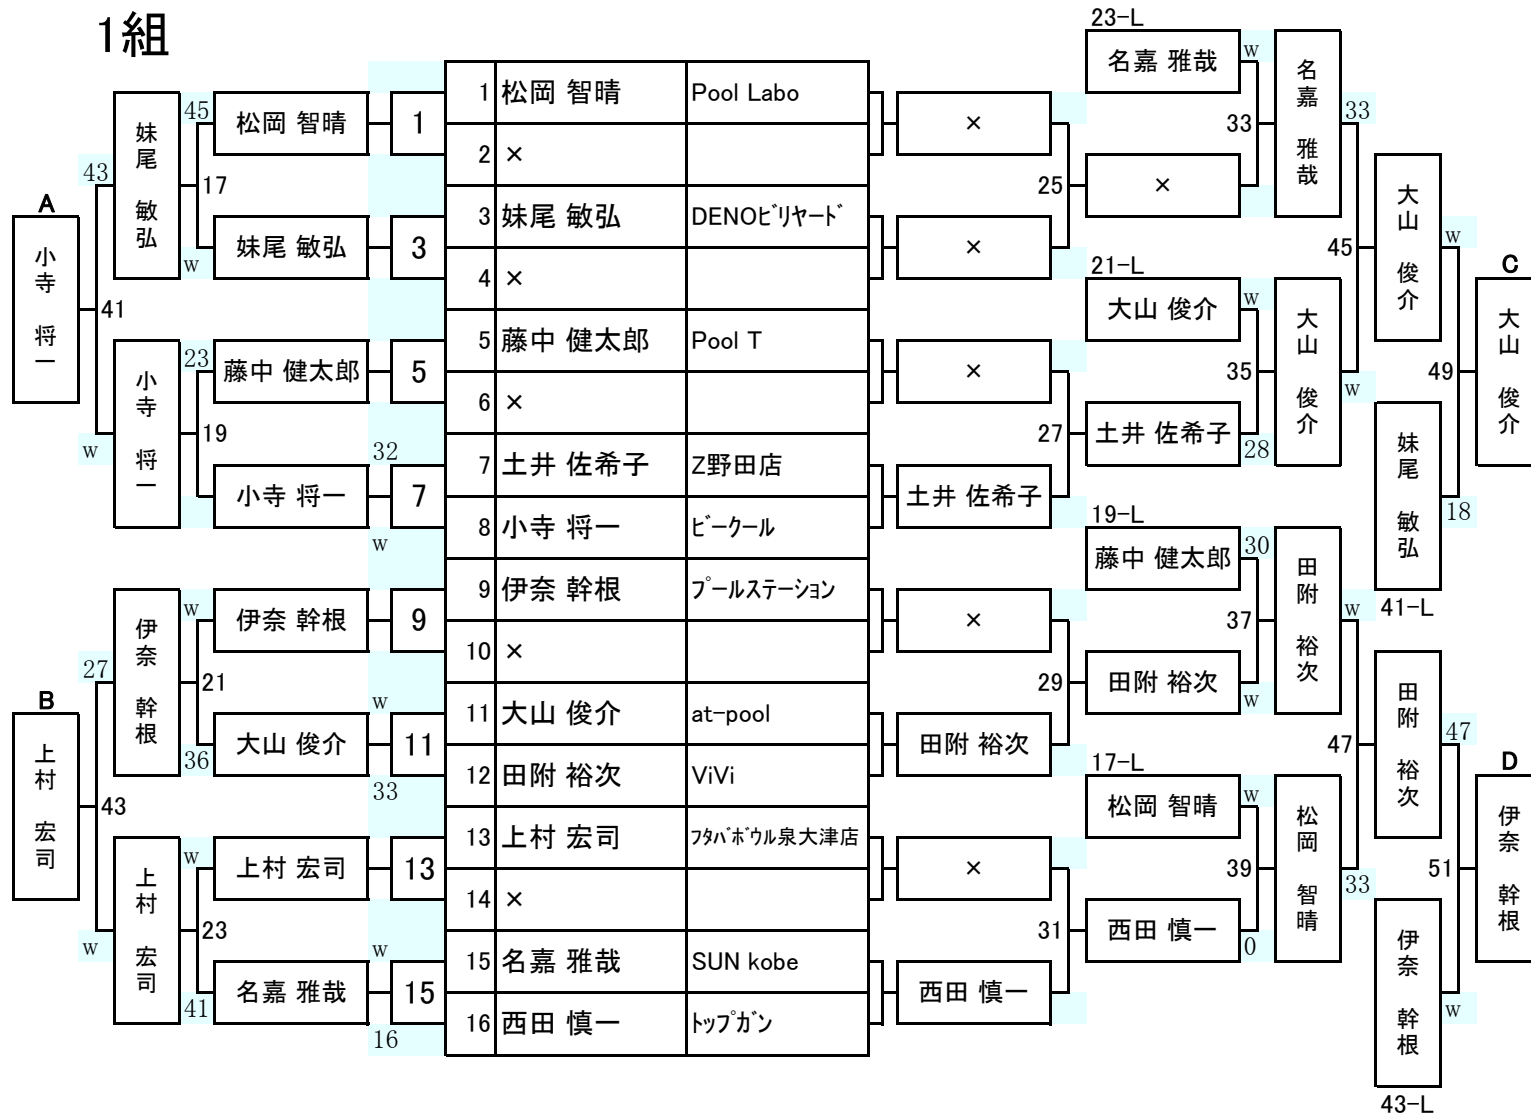 1組
1 松岡 智晴 Pool Labo
2 ×
3 妹尾 敏弘 DENOﾋﾞﾘﾔｰﾄﾞ
4 ×
5 藤中 健太郎 Pool T
6 ×
7 土井 佐希子 Z野田店
8 小寺 将一 ﾋﾞｰｸｰﾙ
9 伊奈 幹根 ﾌﾟｰﾙｽﾃｰｼｮﾝ
10 ×
11 大山 俊介 at-pool
12 田附 裕次 ViVi
13 上村 宏司 ﾌﾀﾊﾞﾎﾞｳﾙ泉大津店
14 ×
15 名嘉 雅哉 SUN kobe
16 西田 慎一 ﾄｯﾌﾟｶﾞﾝ
A
小寺 将一
41
43
妹尾 敏弘
w
小寺 将一
45
松岡 智晴
1
17
w
妹尾 敏弘
3
23
藤中 健太郎
5
19
32
小寺 将一
7
w
B
上村 宏司
43
27
伊奈 幹根
w
上村 宏司
w
伊奈 幹根
9
21
w
36
大山 俊介
11
33
w
上村 宏司
13
23
w
41
名嘉 雅哉
15
16
×
25
×
×
27
土井 佐希子
×
29
田附 裕次
×
31
西田 慎一
23-L
名嘉 雅哉
w
33
×
21-L
大山 俊介
w
35
土井 佐希子
28
19-L
藤中 健太郎
30
37
田附 裕次
w
17-L
松岡 智晴
w
39
西田 慎一
0
名嘉 雅哉
33
45
大山 俊介
w
田附 裕次
w
47
松岡 智晴
33
大山 俊介
w
49
妹尾 敏弘
18
41-L
田附 裕次
47
51
伊奈 幹根
w
43-L
C
大山 俊介
D
伊奈 幹根